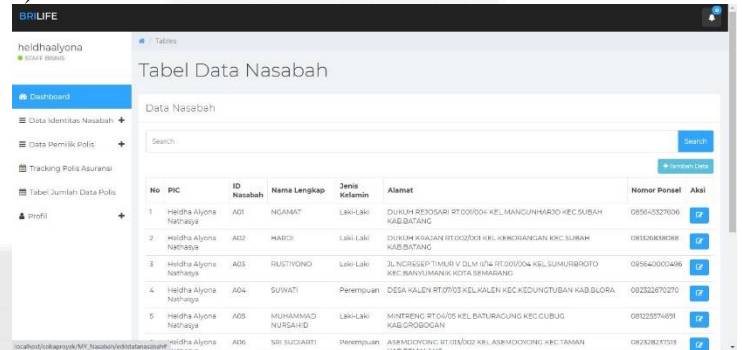 BRILIFE
heidhaalyona
STAFF BISNIS
Dashboard
Data Identitas Nasabah
Data Pemilik Polis
Tracking Polis Asuransi
Tabel Jumlah Data Polis
Profil
/ Tables
Tabel Data Nasabah
Data Nasabah
Search
Search
Tambah Data
No PIC ID Nasabah Nama Lengkap Jenis Kelamin Alamat Nomor Ponsel Aksi
1 Heidha Alyona Nathasya A01 NGAMAT Laki-Laki DUKUH REJOSARI RT.001/004 KEL.MANGUNHARJO KEC.SUBAH KAB.BATANG 085645327606
2 Heidha Alyona Nathasya A02 HARDI Laki-Laki DUKUH KRAJAN RT.002/001 KEL.KEBORANGAN KEC.SUBAH KAB.BATANG 081326838088
3 Heidha Alyona Nathasya A03 RUSTIYONO Laki-Laki JL.NGRESEP TIMUR V DLM II/14 RT.001/004 KEL.SUMURBROTO KEC.BANYUMANIK KOTA SEMARANG 085640000496
4 Heidha Alyona Nathasya A04 SUWATI Perempuan DESA KALEN RT.07/03 KEL.KALEN KEC.KEDUNGTUBAN KAB.BLORA 082322670270
5 Heidha Alyona Nathasya A05 MUHAMMAD NURSAHID Laki-Laki MINTRENG RT.04/05 KEL.BATURAGUNG KEC.GUBUG KAB.GROBOGAN 081223574691
Heidha Alyona A06 SRI SUDIARTI Perempuan ASEMDOYONG RT.013/002 KEL.ASEMDOYONG KEC.TAMAN 082328231513